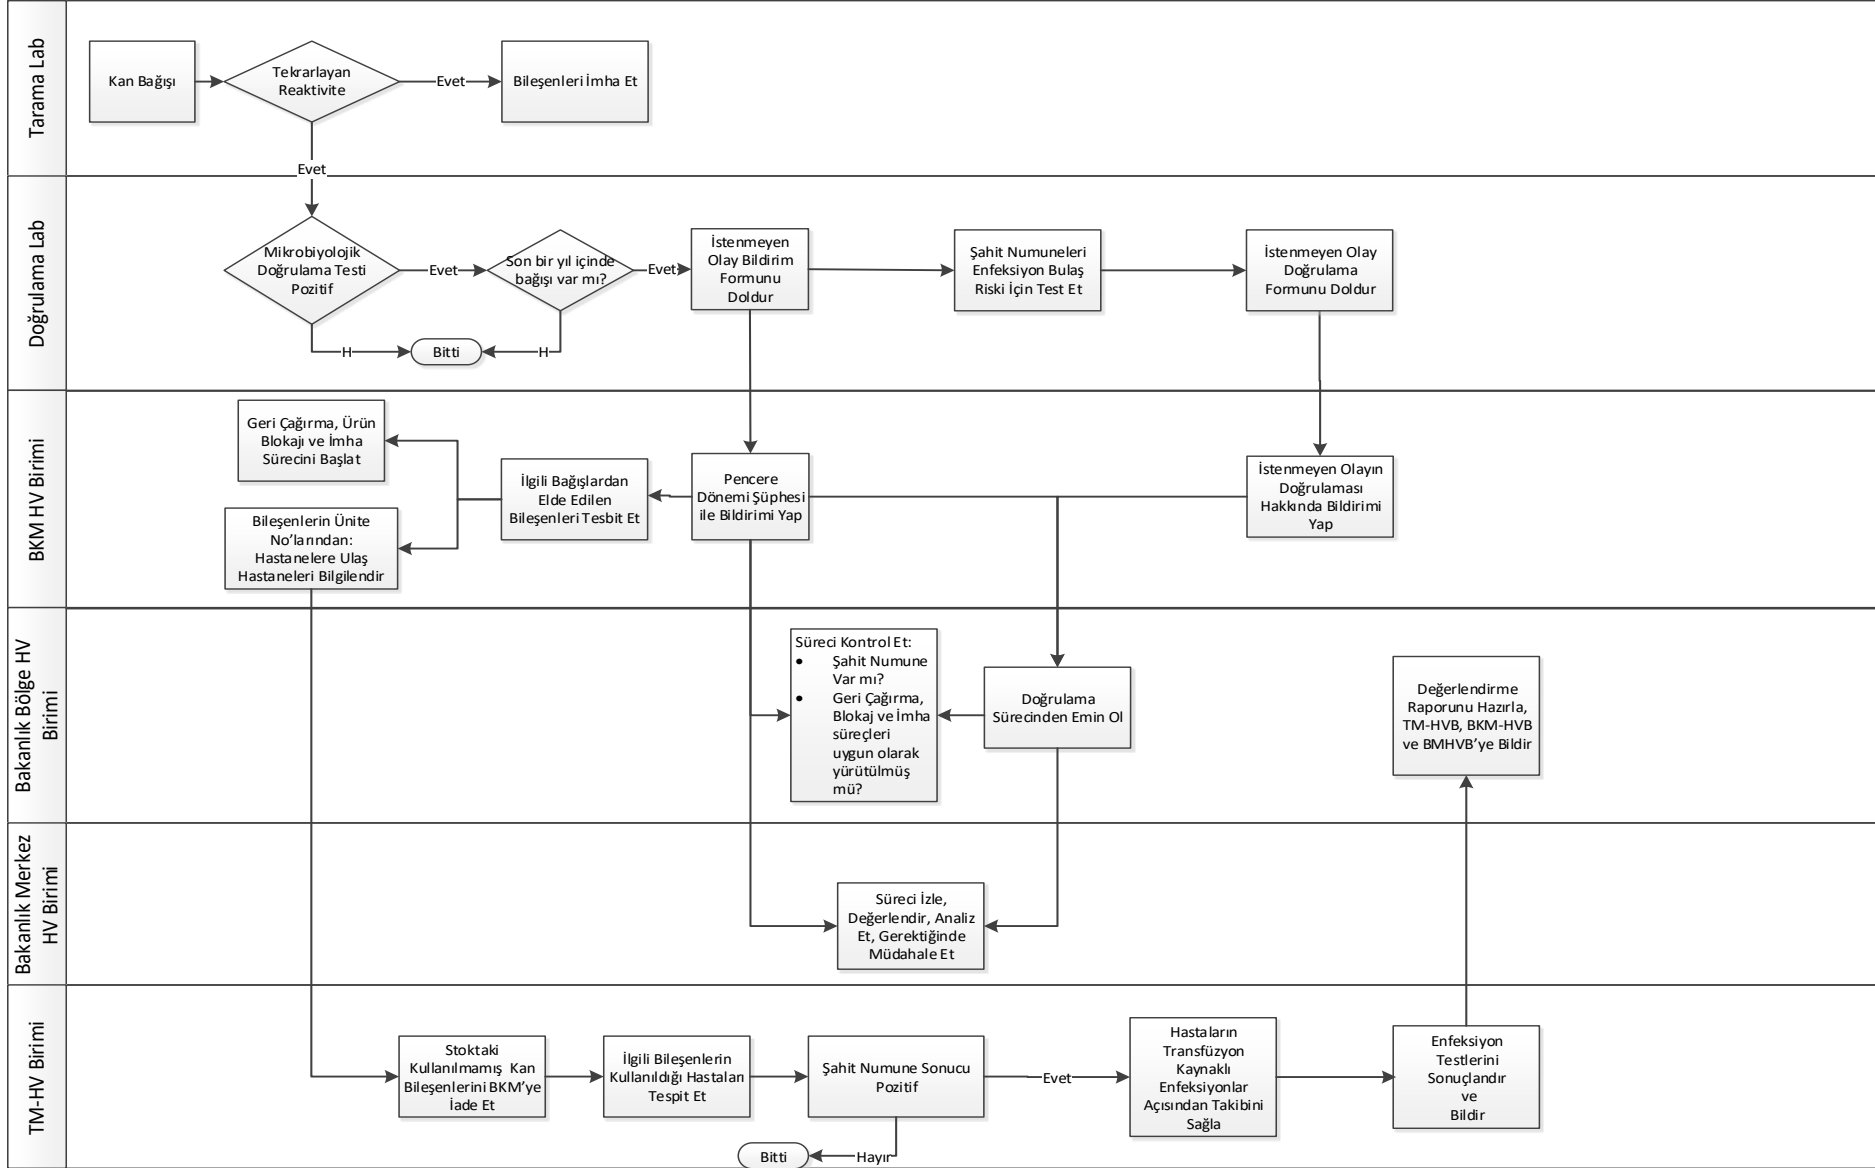 Tarama Lab
Kan Bağışı
Tekrarlayan
Reaktivite
Evet
Bileşenleri İmha Et
Evet
Doğrulama Lab
Mikrobiyolojik
Doğrulama Testi
Pozitif
Evet
Son bir yıl içinde
bağışı var mı?
Evet
İstenmeyen
Olay Bildirim
Formunu
Doldur
Şahit Numuneleri
Enfeksiyon Bulaş
Riski İçin Test Et
İstenmeyen Olay
Doğrulama
Formunu Doldur
H
Bitti
H
BKM HV Birimi
Geri Çağırma, Ürün
Blokajı ve İmha
Sürecini Başlat
Bileşenlerin Ünite
No’larından:
Hastanelere Ulaş
Hastaneleri Bilgilendir
İlgili Bağışlardan
Elde Edilen
Bileşenleri Tesbit Et
Pencere
Dönemi Şüphesi
ile Bildirimi Yap
İstenmeyen Olayın
Doğrulaması
Hakkında Bildirimi
Yap
Bakanlık Bölge HV
Birimi
Süreci Kontrol Et:
• Şahit Numune
Var mı?
• Geri Çağırma,
Blokaj ve İmha
süreçleri
uygun olarak
yürütülmüş
mü?
Doğrulama
Sürecinden Emin Ol
Değerlendirme
Raporunu Hazırla,
TM-HVB, BKM-HVB
ve BMHVB’ye Bildir
Bakanlık Merkez
HV Birimi
Süreci İzle,
Değerlendir, Analiz
Et, Gerektiğinde
Müdahale Et
TM-HV Birimi
Stoktaki
Kullanılmamış Kan
Bileşenlerini BKM’ye
İade Et
İlgili Bileşenlerin
Kullanıldığı Hastaları
Tespit Et
Şahit Numune Sonucu
Pozitif
Evet
Hastaların
Transfüzyon
Kaynaklı
Enfeksiyonlar
Açısından Takibini
Sağla
Enfeksiyon
Testlerini
Sonuçlandır
ve
Bildir
Bitti
Hayır